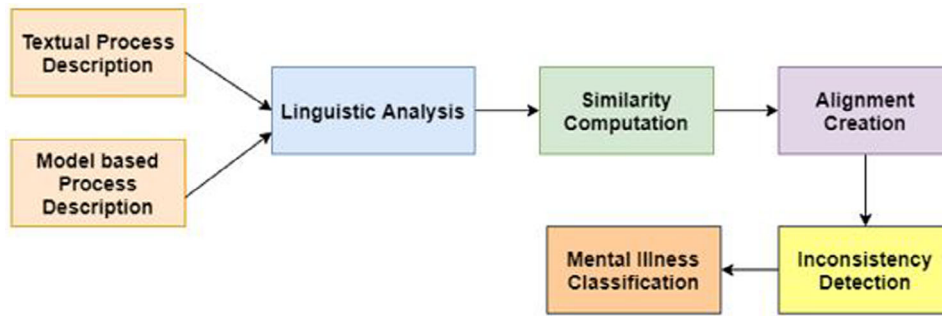 Textual Process
Description
Model based
Process
Description
Linguistic Analysis
Similarity
Computation
Alignment
Creation
Mental Illness
Classification
Inconsistency
Detection